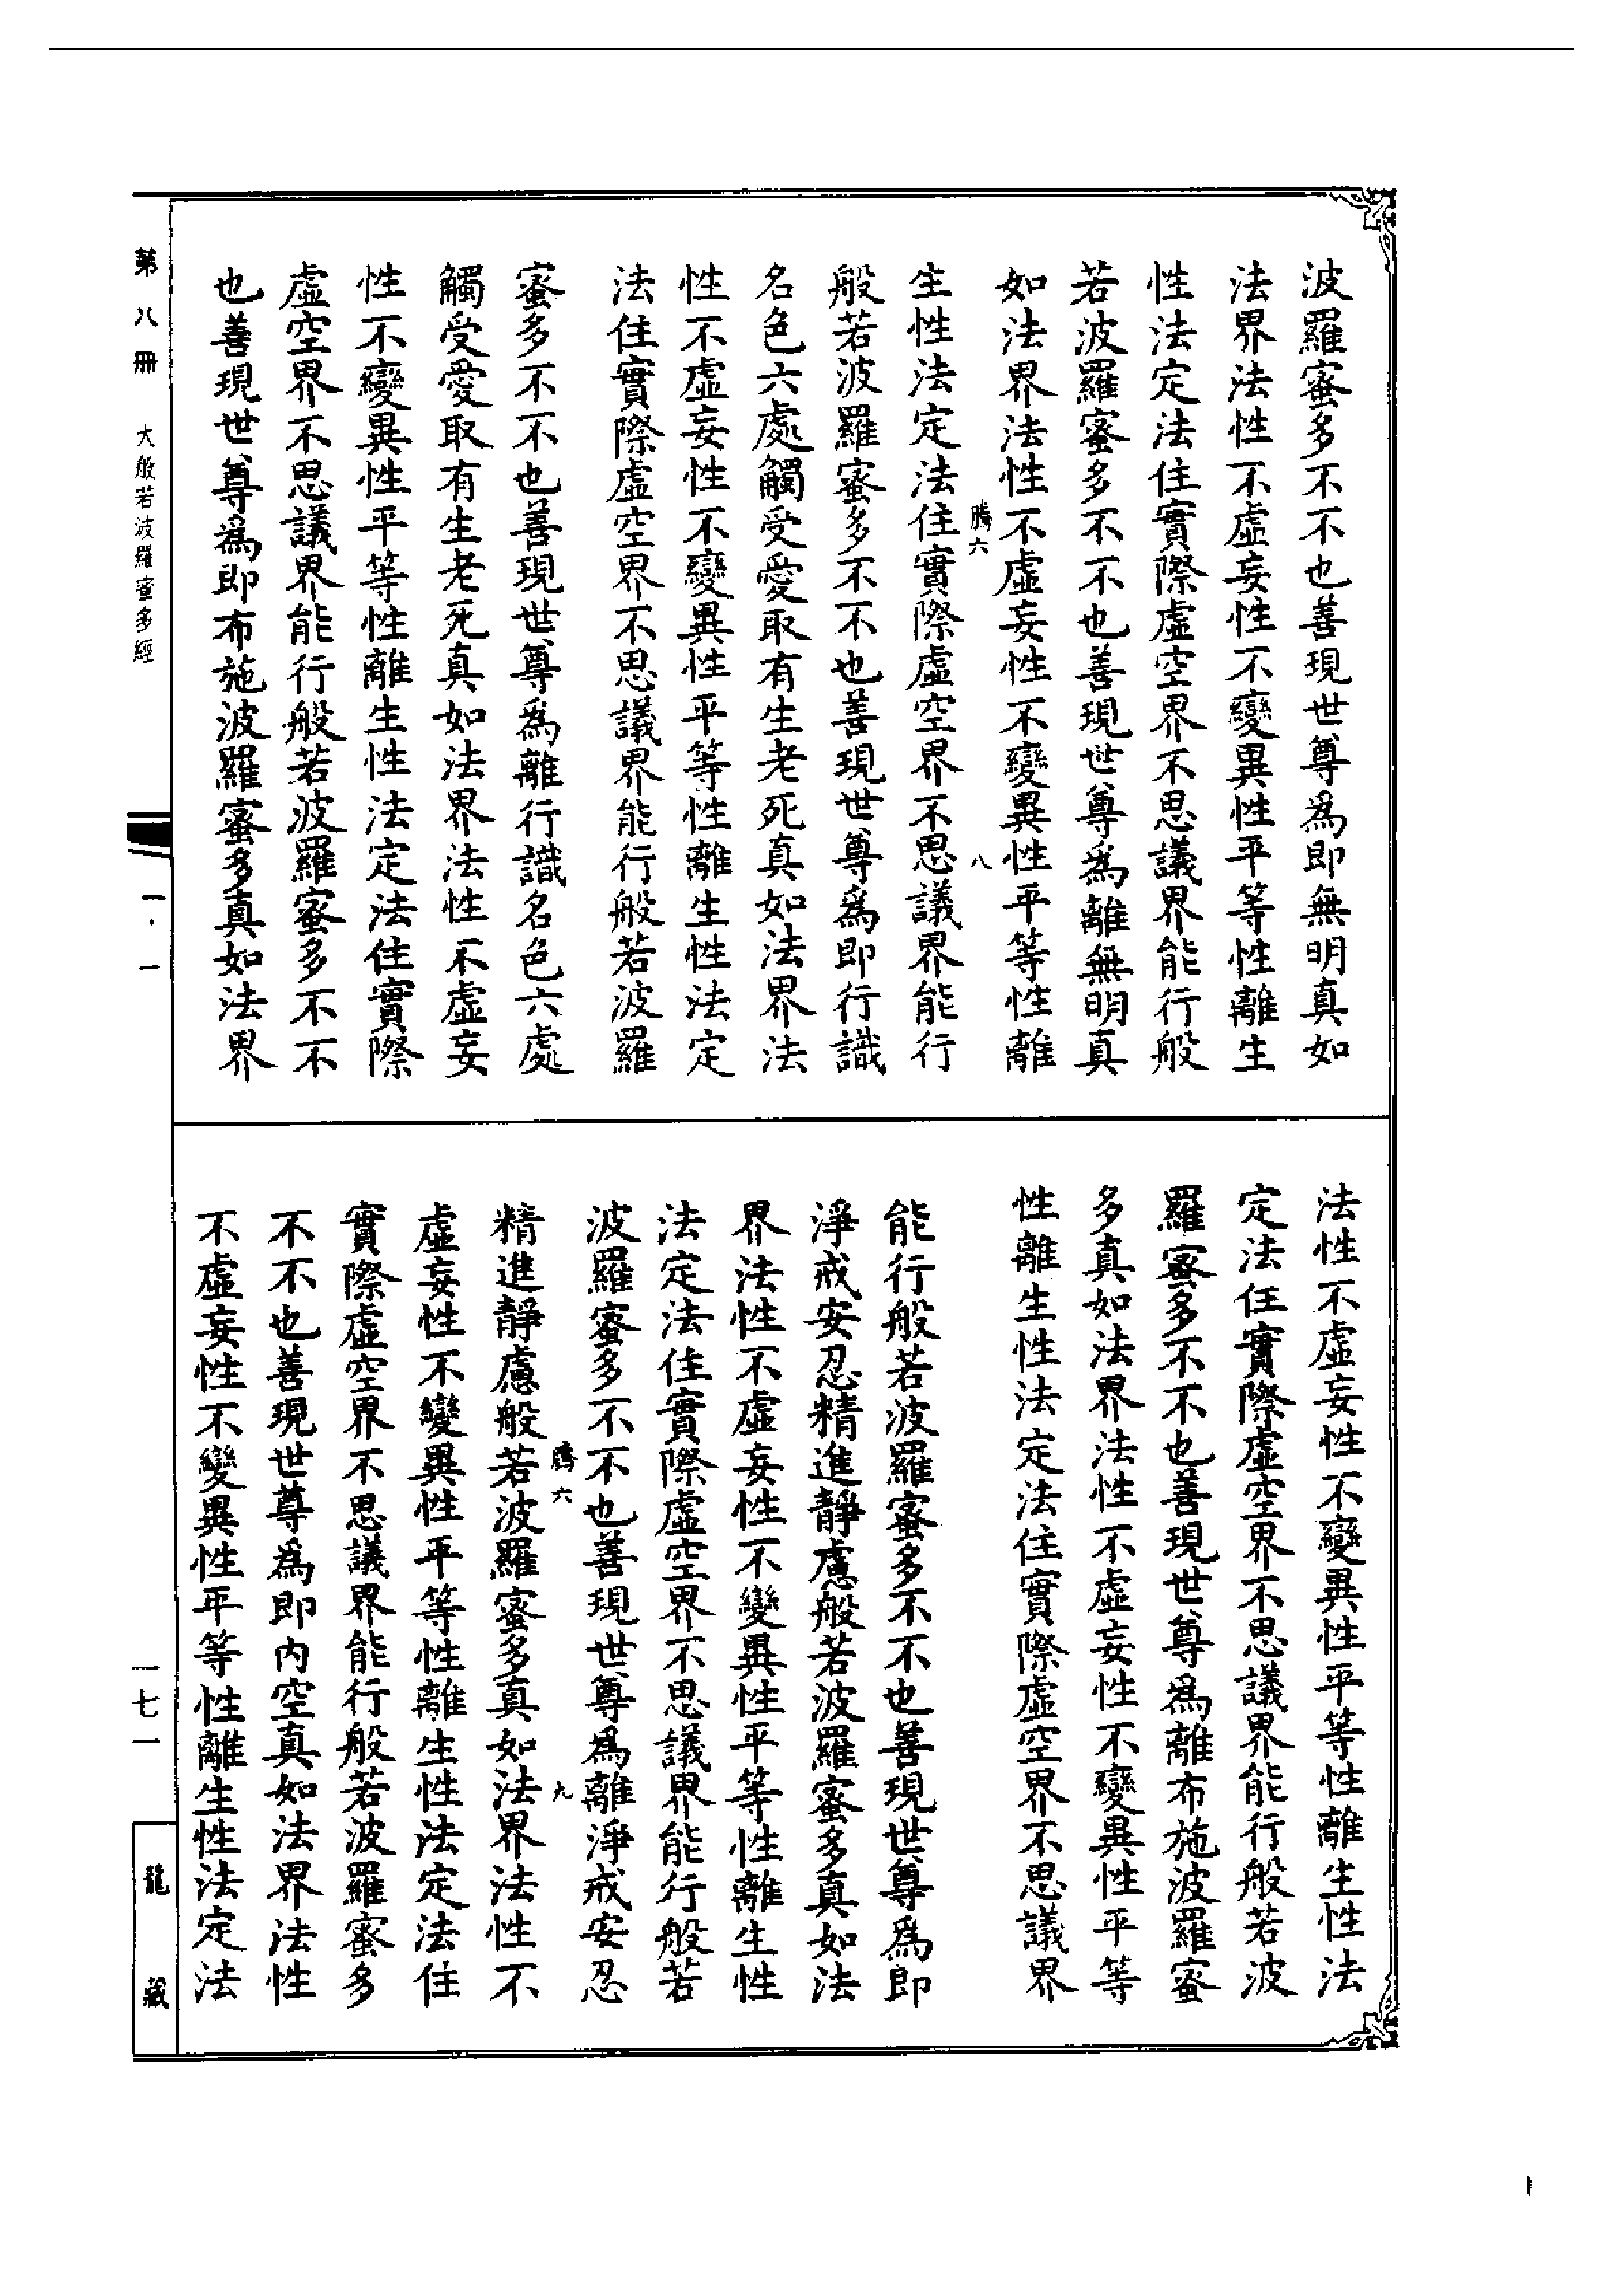 波羅蜜多不不也善現世尊爲即無明真如
法界法性不虛妄性不變異性平等性離生
性法定法住實際虛空界不思議界能行般
若波羅蜜多不不也善現世尊爲離無明真
如法界法性不虛妄性不變異性平等性離
騰六
八
生性法定法住實際虛空界不思議界能行
般若波羅蜜多不不也善現世尊爲即行識
名色六處觸受愛取有生老死真如法界法
性不虛妄性不變異性平等性離生性法定
法住實際虛空界不思議界能行般若波羅
蜜多不不也善現世尊爲離行識名色六處
觸受愛取有生老死真如法界法性不虛妄
性不變異性平等性離生性法定法住實際
虛空界不思議界能行般若波羅蜜多不不
也善現世尊爲即布施波羅蜜多真如法界
法性不虛妄性不變異性平等性離生性法
定法住實際虛空界不思議界能行般若波
羅蜜多不不也善現世尊爲離布施波羅蜜
多真如法界法性不虛妄性不變異性平等
性離生性法定法住實際虛空界不思議界
能行般若波羅蜜多不不也善現世尊爲即
淨戒安忍精進靜慮般若波羅蜜多真如法
界法性不虛妄性不變異性平等性離生性
法定法住實際虛空界不思議界能行般若
波羅蜜多不不也善現世尊爲離淨戒安忍
騰六
九
精進靜慮般若波羅蜜多真如法界法性不
虛妄性不變異性平等性離生性法定法住
實際虛空界不思議界能行般若波羅蜜多
不不也善現世尊爲即內空真如法界法性
不虛妄性不變異性平等性離生性法定法
第八冊 大般若波羅蜜多經
一·一
一七一
龍藏